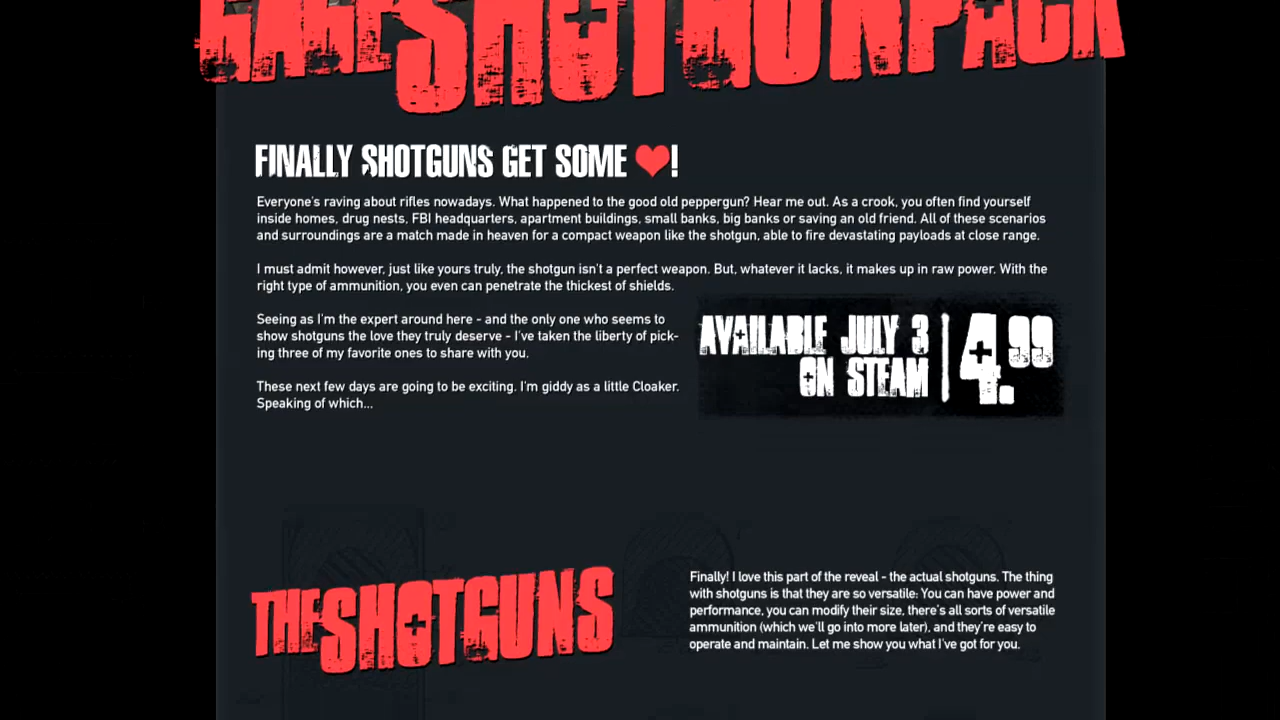 GAGE SHOTGUN PACK
FINALLY SHOTGUNS GET SOME ❤!
Everyone's raving about rifles nowadays. What happened to the good old peppergun? Hear me out. As a crook, you often find yourself
inside homes, drug nests, FBI headquarters, apartment buildings, small banks, big banks or saving an old friend. All of these scenarios
and surroundings are a match made in heaven for a compact weapon like the shotgun, able to fire devastating payloads at close range.
I must admit however, just like yours truly, the shotgun isn't a perfect weapon. But, whatever it lacks, it makes up in raw power. With the
right type of ammunition, you even can penetrate the thickest of shields.
Seeing as I'm the expert around here - and the only one who seems to
show shotguns the love they truly deserve - I've taken the liberty of pick-
ing three of my favorite ones to share with you.
These next few days are going to be exciting. I'm giddy as a little Cloaker.
Speaking of which...
AVAILABLE JULY 3
ON STEAM
4.99
THE SHOTGUNS
Finally! I love this part of the reveal - the actual shotguns. The thing
with shotguns is that they are so versatile: You can have power and
performance, you can modify their size, there's all sorts of versatile
ammunition (which we'll go into more later), and they're easy to
operate and maintain. Let me show you what I've got for you.